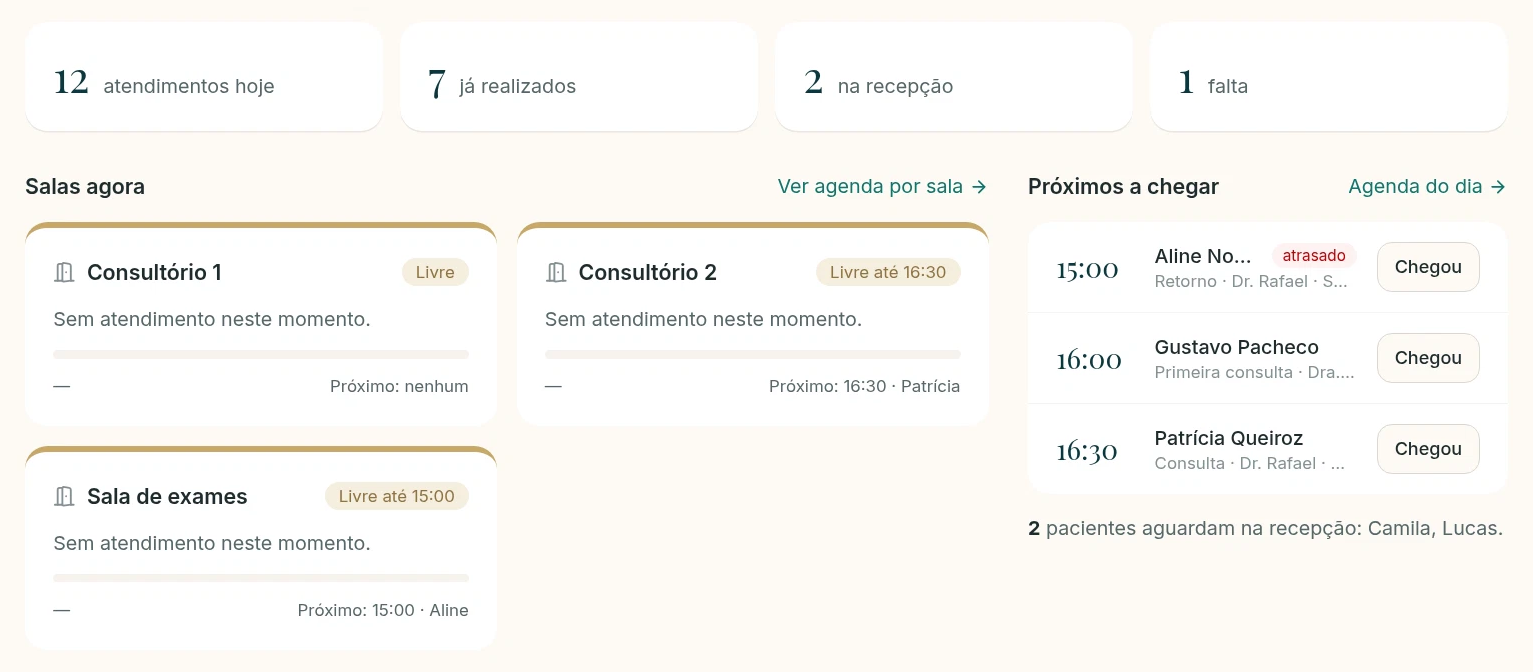 12 atendimentos hoje
7 já realizados
2 na recepção
1 falta
Salas agora
Ver agenda por sala →
Consultório 1
Livre
Sem atendimento neste momento.
—
Próximo: nenhum
Consultório 2
Livre até 16:30
Sem atendimento neste momento.
—
Próximo: 16:30 · Patrícia
Sala de exames
Livre até 15:00
Sem atendimento neste momento.
—
Próximo: 15:00 · Aline
Próximos a chegar
Agenda do dia →
15:00
Aline No...
atrasado
Retorno · Dr. Rafael · S...
Chegou
16:00
Gustavo Pacheco
Primeira consulta · Dra....
Chegou
16:30
Patrícia Queiroz
Consulta · Dr. Rafael · ...
Chegou
2 pacientes aguardam na recepção: Camila, Lucas.